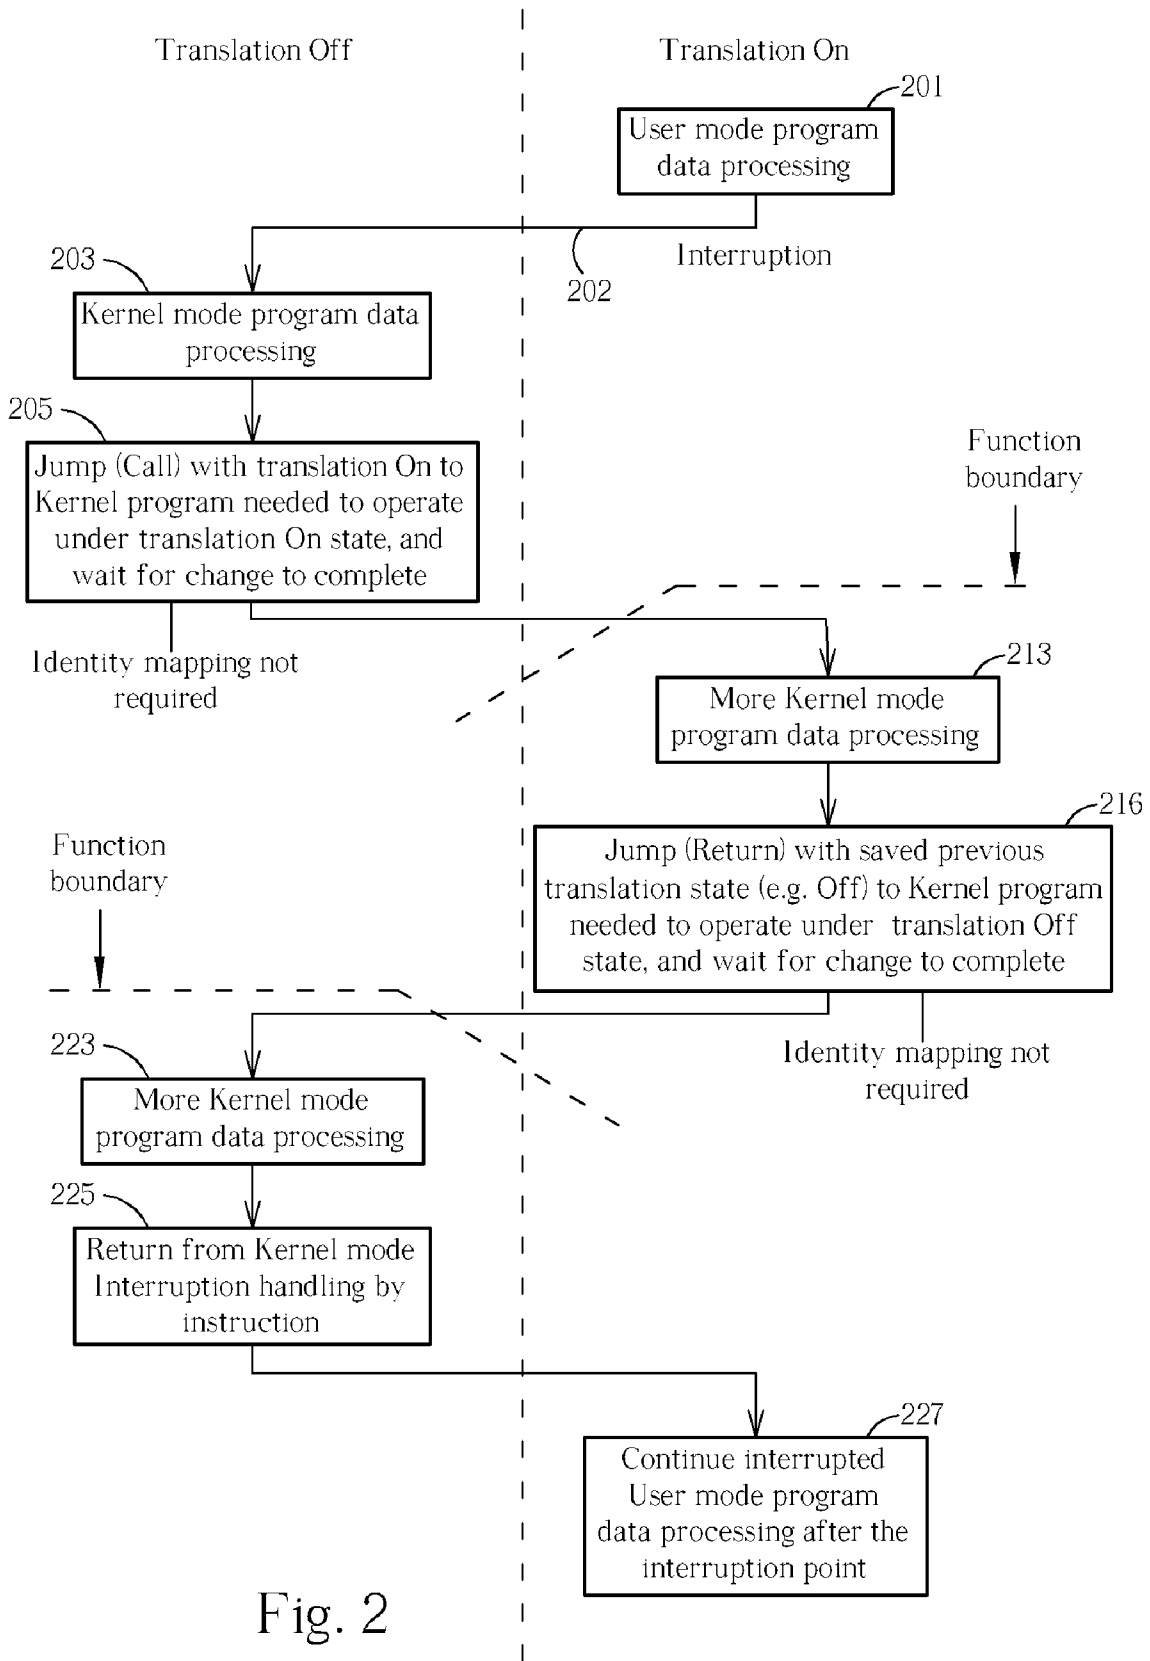 Translation Off
Translation On
201
User mode program
data processing
Interruption
202
203
Kernel mode program data
processing
205
Jump (Call) with translation On to
Kernel program needed to operate
under translation On state, and
wait for change to complete
Identity mapping not
required
Function
boundary
213
More Kernel mode
program data processing
216
Jump (Return) with saved previous
translation state (e.g. Off) to Kernel program
needed to operate under translation Off
state, and wait for change to complete
Identity mapping not
required
Function
boundary
223
More Kernel mode
program data processing
225
Return from Kernel mode
Interruption handling by
instruction
227
Continue interrupted
User mode program
data processing after the
interruption point
Fig. 2